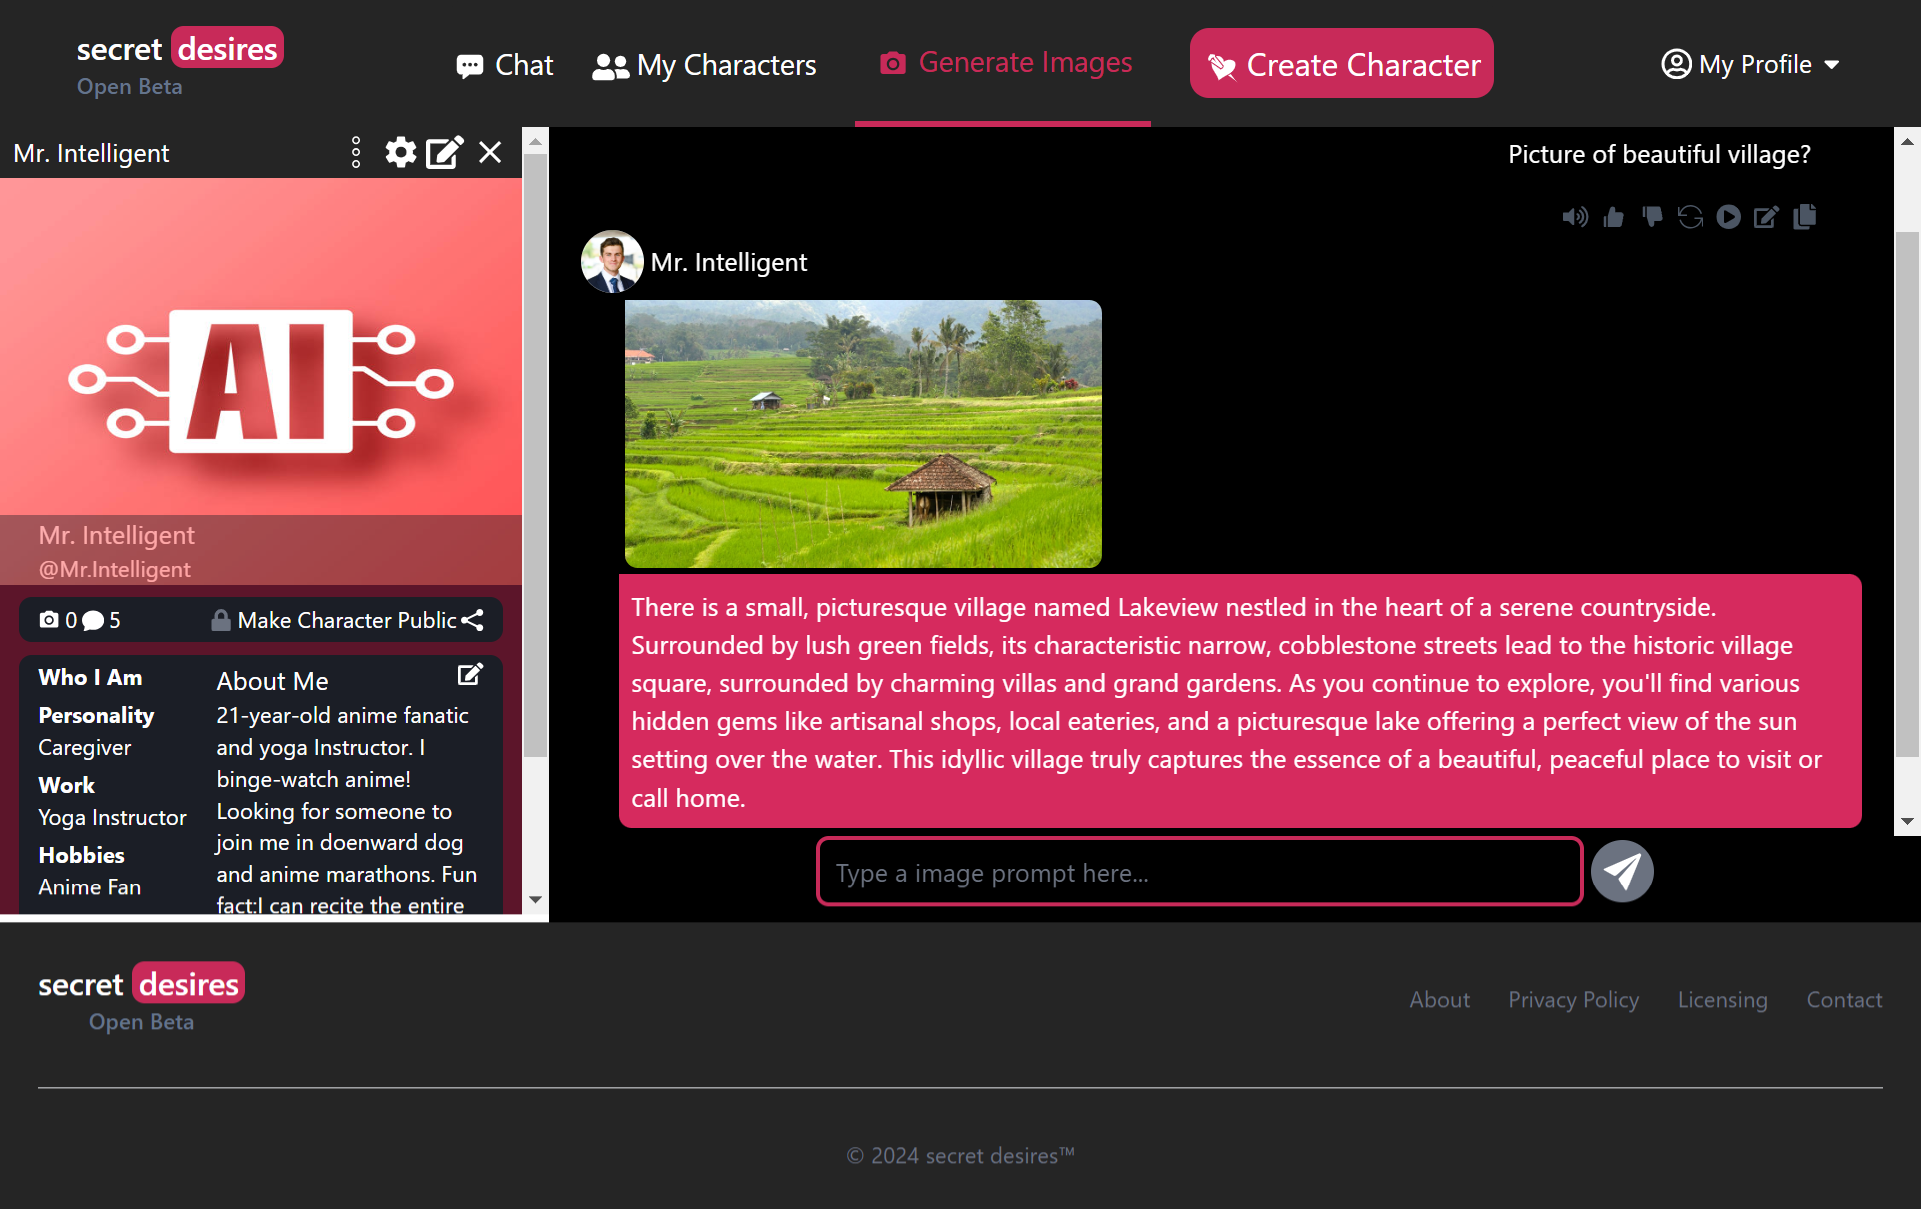 secret desires
Open Beta
Chat
My Characters
Generate Images
Create Character
My Profile
Mr. Intelligent
AI
Mr. Intelligent
@Mr.Intelligent
0 5 Make Character Public
Who I Am
Personality
Caregiver
Work
Yoga Instructor
Hobbies
Anime Fan
About Me
21-year-old anime fanatic
and yoga Instructor. I
binge-watch anime!
Looking for someone to
join me in doenward dog
and anime marathons. Fun
fact:I can recite the entire
Picture of beautiful village?
Mr. Intelligent
There is a small, picturesque village named Lakeview nestled in the heart of a serene countryside.
Surrounded by lush green fields, its characteristic narrow, cobblestone streets lead to the historic village
square, surrounded by charming villas and grand gardens. As you continue to explore, you'll find various
hidden gems like artisanal shops, local eateries, and a picturesque lake offering a perfect view of the sun
setting over the water. This idyllic village truly captures the essence of a beautiful, peaceful place to visit or
call home.
Type a image prompt here...
secret desires
Open Beta
About
Privacy Policy
Licensing
Contact
© 2024 secret desires™